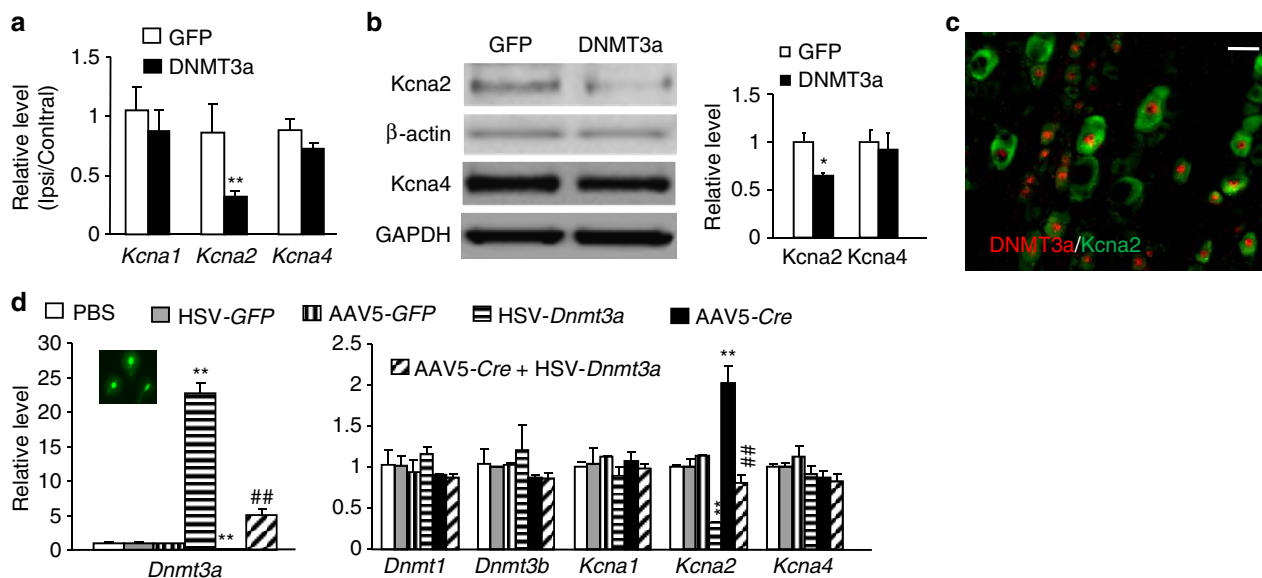 a
GFP
DNMT3a
Relative level
(Ipsi/Contral)
1.5
1
0.5
0
**
Kcna1 Kcna2 Kcna4
b
GFP DNMT3a
Kcna2
β-actin
Kcna4
GAPDH
GFP
DNMT3a
Relative level
1.5
1
0.5
0
*
Kcna2 Kcna4
c
DNMT3a/Kcna2
d
PBS HSV-GFP AAV5-GFP HSV-Dnmt3a AAV5-Cre
AAV5-Cre + HSV-Dnmt3a
Relative level
30
25
20
15
10
5
0
**
**
##
Dnmt3a
2.5
2
1.5
1
0.5
0
**
**
##
Dnmt1 Dnmt3b Kcna1 Kcna2 Kcna4